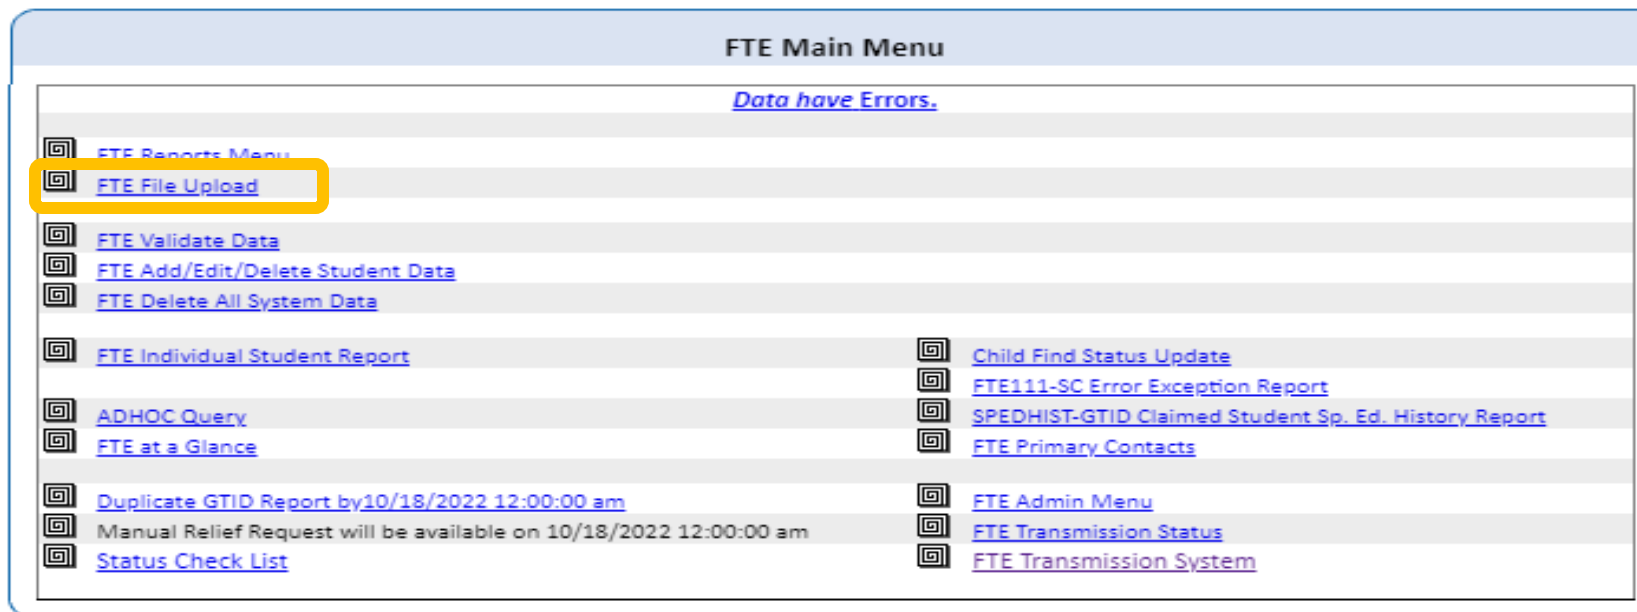 FTE Main Menu
Data have Errors.
FTE Reports Menu
FTE File Upload
FTE Validate Data
FTE Add/Edit/Delete Student Data
FTE Delete All System Data
FTE Individual Student Report
Child Find Status Update
FTE111-SC Error Exception Report
ADHOC Query
SPEDHIST-GTID Claimed Student Sp. Ed. History Report
FTE at a Glance
FTE Primary Contacts
Duplicate GTID Report by10/18/2022 12:00:00 am
FTE Admin Menu
Manual Relief Request will be available on 10/18/2022 12:00:00 am
FTE Transmission Status
Status Check List
FTE Transmission System